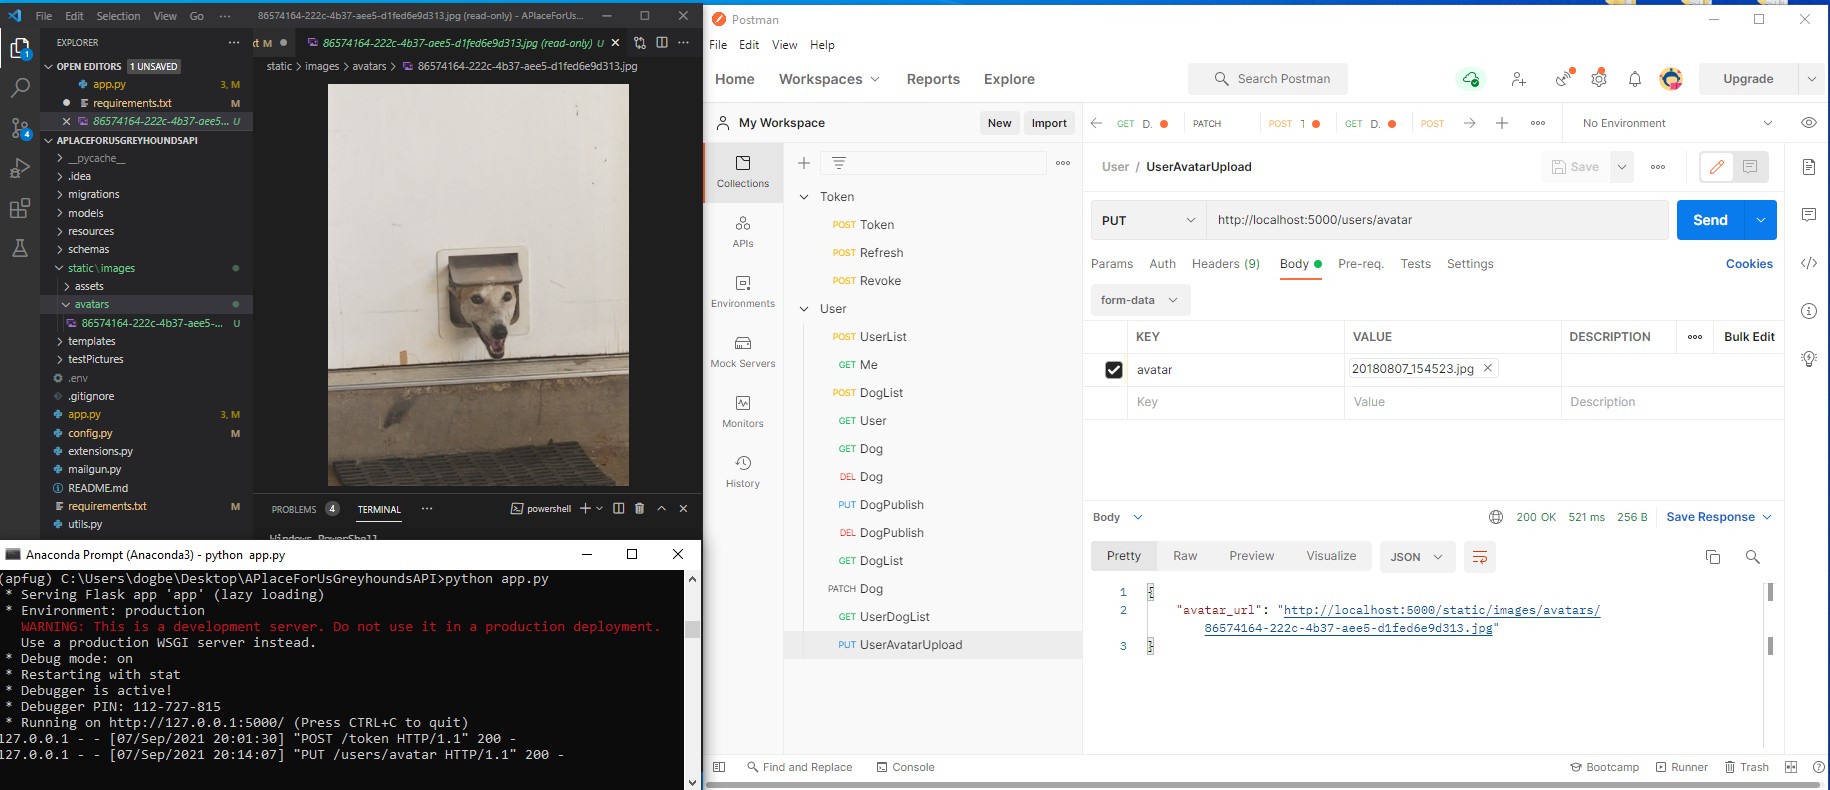 File Edit Selection View Go ··· 86574164-222c-4b37-aee5-d1fed6e9d313.jpg (read-only) - APlaceForUs...
EXPLORER
OPEN EDITORS 1 UNSAVED
app.py 3, M
requirements.txt M
86574164-222c-4b37-aee5... U
APLACEFORUSGREYHOUNDSAPI
__pycache__
.idea
migrations
models
resources
schemas
static\images
assets
avatars
86574164-222c-4b37-aee5-... U
templates
testPictures
.env
.gitignore
app.py 3, M
config.py M
extensions.py
mailgun.py
README.md
requirements.txt M
utils.py
xt M 86574164-222c-4b37-aee5-d1fed6e9d313.jpg (read-only) U
static > images > avatars > 86574164-222c-4b37-aee5-d1fed6e9d313.jpg
PROBLEMS 4 TERMINAL ··· powershell
Windows PowerShell
Anaconda Prompt (Anaconda3) - python app.py
(apfug) C:\Users\dogbe\Desktop\APlaceForUsGreyhoundsAPI>python app.py
* Serving Flask app 'app' (lazy loading)
* Environment: production
WARNING: This is a development server. Do not use it in a production deployment.
Use a production WSGI server instead.
* Debug mode: on
* Restarting with stat
* Debugger is active!
* Debugger PIN: 112-727-815
* Running on http://127.0.0.1:5000/ (Press CTRL+C to quit)
127.0.0.1 - - [07/Sep/2021 20:01:30] "POST /token HTTP/1.1" 200 -
127.0.0.1 - - [07/Sep/2021 20:14:07] "PUT /users/avatar HTTP/1.1" 200 -
Postman
File Edit View Help
Home Workspaces Reports Explore Search Postman Upgrade
My Workspace New Import
Collections
APIs
Environments
Mock Servers
Monitors
History
Token
POST Token
POST Refresh
POST Revoke
User
POST UserList
GET Me
POST DogList
GET User
GET Dog
DEL Dog
PUT DogPublish
DEL DogPublish
GET DogList
PATCH Dog
GET UserDogList
PUT UserAvatarUpload
GET D. PATCH POST T GET D. POST No Environment
User / UserAvatarUpload Save
PUT http://localhost:5000/users/avatar Send
Params Auth Headers (9) Body Pre-req. Tests Settings Cookies
form-data
KEY VALUE DESCRIPTION Bulk Edit
avatar 20180807_154523.jpg
Key Value Description
Body 200 OK 521 ms 256 B Save Response
Pretty Raw Preview Visualize JSON
1 {
2 "avatar_url": "http://localhost:5000/static/images/avatars/
86574164-222c-4b37-aee5-d1fed6e9d313.jpg"
3 }
Find and Replace Console Bootcamp Runner Trash